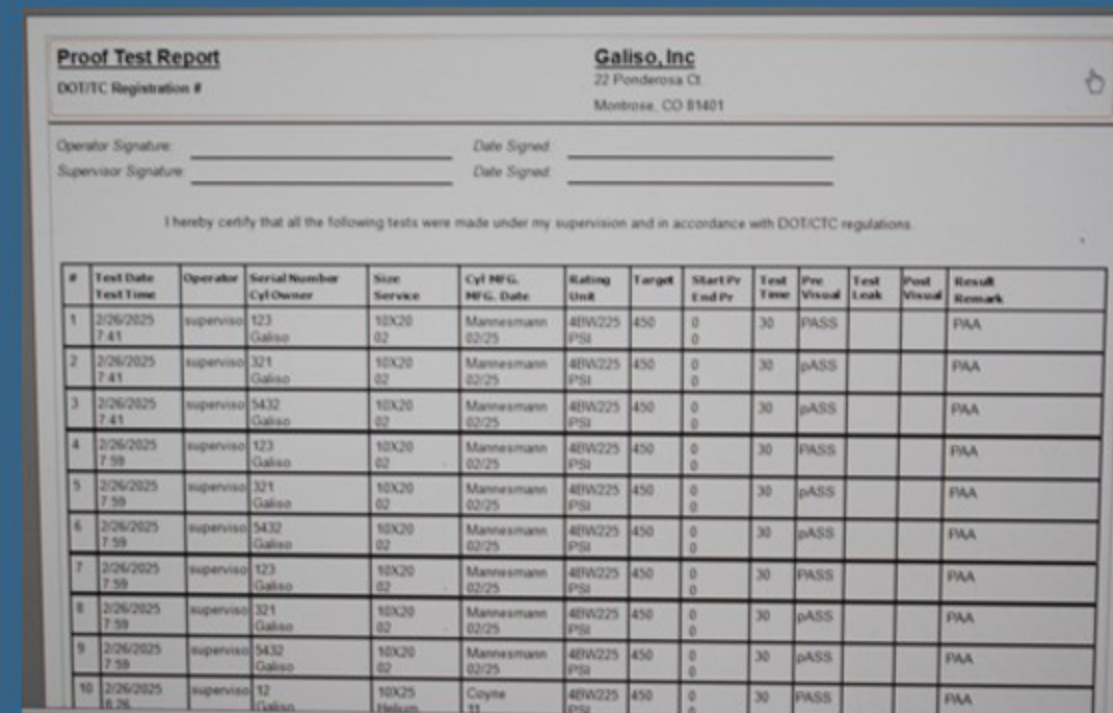 Proof Test Report
Galiso, Inc
DOT/TC Registration #
22 Ponderosa Ct.
Montrose, CO 81401
Operator Signature: Date Signed:
Supervisor Signature: Date Signed:
I hereby certify that all the following tests were made under my supervision and in accordance with DOT/CTC regulations.
# Test Date Operator Serial Number Size Cyl MFG. Rating Target Start Pr Test Pre Test Post Result
Test Time Cyl Owner Service MFG. Date Unit End Pr Time Visual Leak Visual Remark
1 2/26/2025 superviso 123 10X20 Mannesmann 4BW225 450 0 30 PASS PAA
7:41 Galiso 02 02/25 PSI 0
2 2/26/2025 superviso 321 10X20 Mannesmann 4BW225 450 0 30 pASS PAA
7:41 Galiso 02 02/25 PSI 0
3 2/26/2025 superviso 5432 10X20 Mannesmann 4BW225 450 0 30 pASS PAA
7:41 Galiso 02 02/25 PSI 0
4 2/26/2025 superviso 123 10X20 Mannesmann 4BW225 450 0 30 PASS PAA
7:59 Galiso 02 02/25 PSI 0
5 2/26/2025 superviso 321 10X20 Mannesmann 4BW225 450 0 30 pASS PAA
7:59 Galiso 02 02/25 PSI 0
6 2/26/2025 superviso 5432 10X20 Mannesmann 4BW225 450 0 30 pASS PAA
7:59 Galiso 02 02/25 PSI 0
7 2/26/2025 superviso 123 10X20 Mannesmann 4BW225 450 0 30 PASS PAA
7:59 Galiso 02 02/25 PSI 0
8 2/26/2025 superviso 321 10X20 Mannesmann 4BW225 450 0 30 pASS PAA
7:59 Galiso 02 02/25 PSI 0
9 2/26/2025 superviso 5432 10X20 Mannesmann 4BW225 450 0 30 pASS PAA
7:59 Galiso 02 02/25 PSI 0
10 2/26/2025 superviso 12 10X25 Coyne 4BW225 450 0 30 PASS PAA
8:26 Galiso Helium 11 PSI